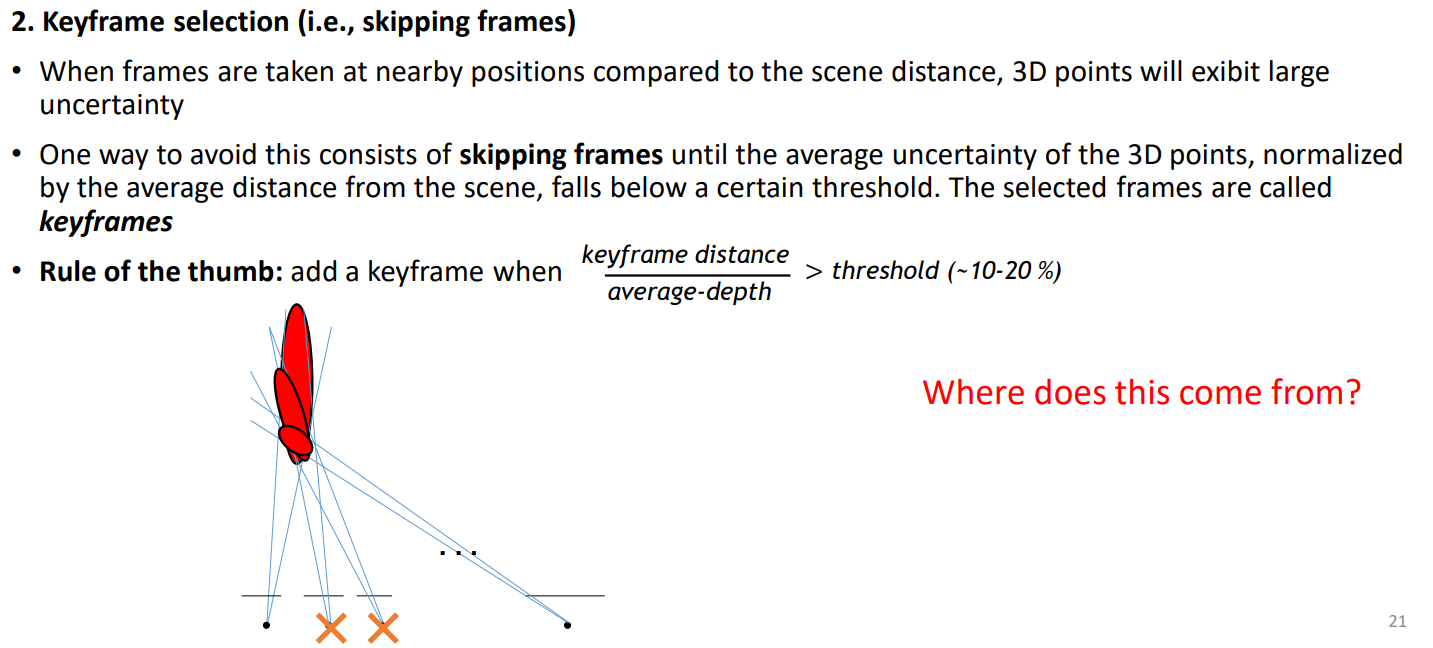 2. Keyframe selection (i.e., skipping frames)
• When frames are taken at nearby positions compared to the scene distance, 3D points will exibit large
uncertainty
• One way to avoid this consists of skipping frames until the average uncertainty of the 3D points, normalized
by the average distance from the scene, falls below a certain threshold. The selected frames are called
keyframes
• Rule of the thumb: add a keyframe when keyframe distance / average-depth > threshold (~10-20 %)
Where does this come from?
...
21